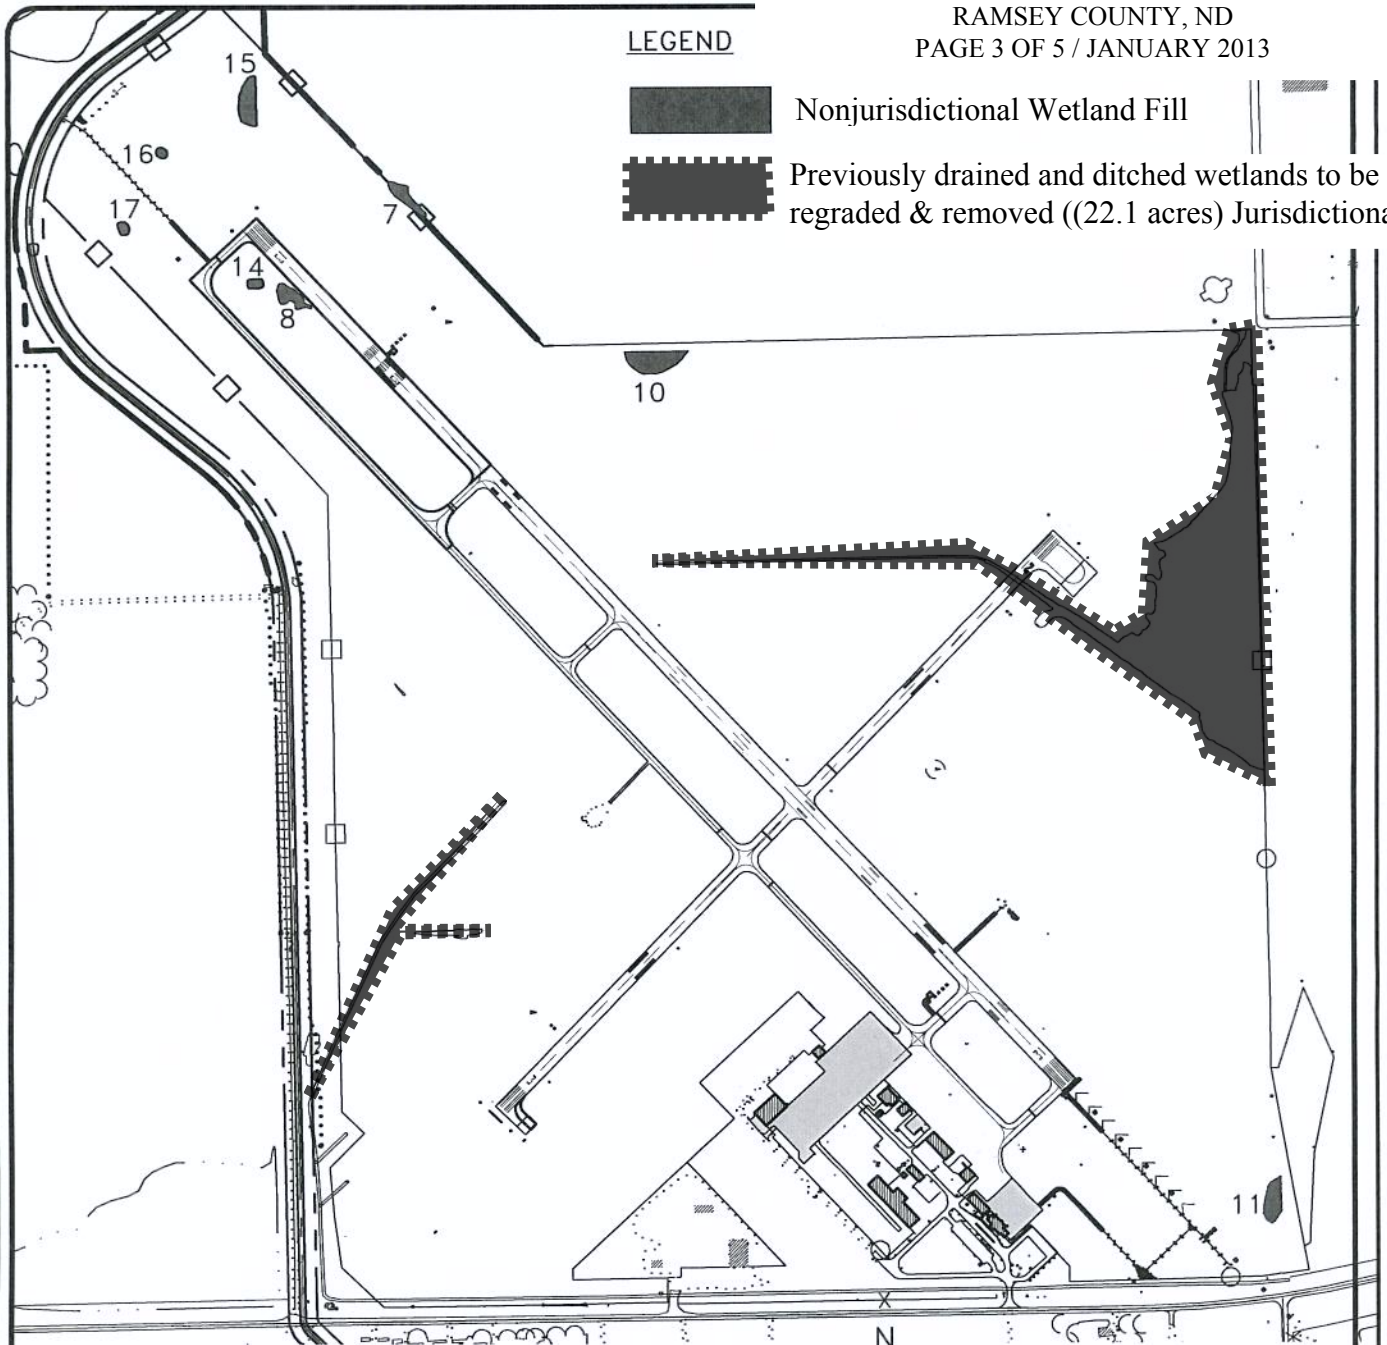 RAMSEY COUNTY, ND
PAGE 3 OF 5 / JANUARY 2013
LEGEND
Nonjurisdictional Wetland Fill
Previously drained and ditched wetlands to be
regraded & removed ((22.1 acres) Jurisdictiona
15
16
17
7
14
8
10
11
X
N